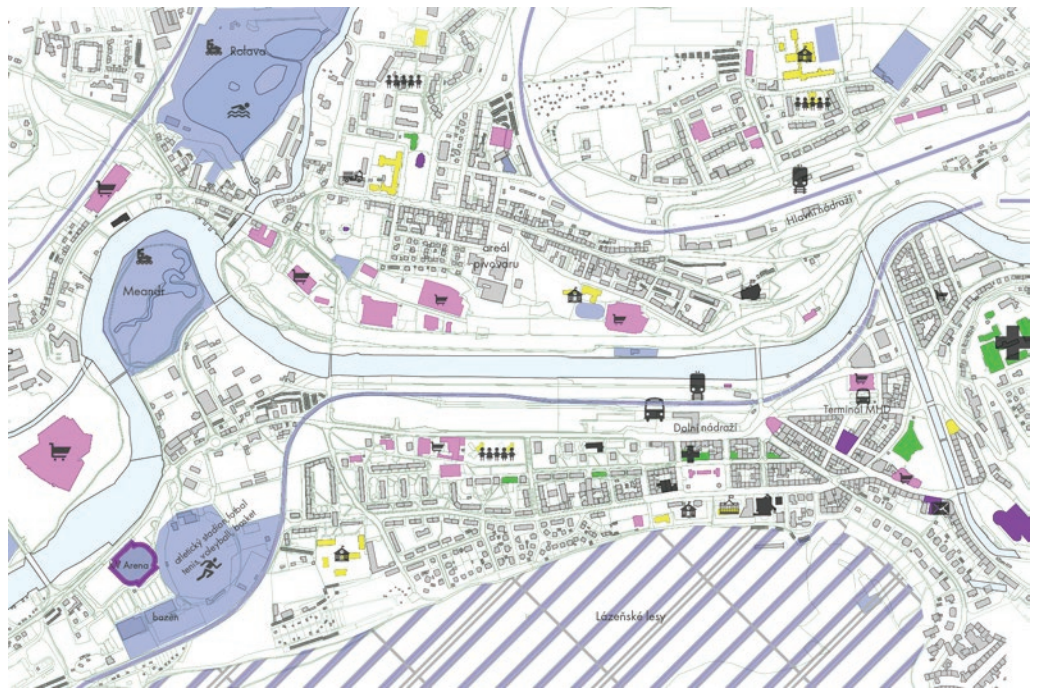 Rolava
Hlavní nádraží
areál
pivovaru
Meandr
Terminál MHD
Dolní nádraží
atletický stadion, fotbal
tenis, voleyball, basket
Arena
bazén
Lázeňské lesy